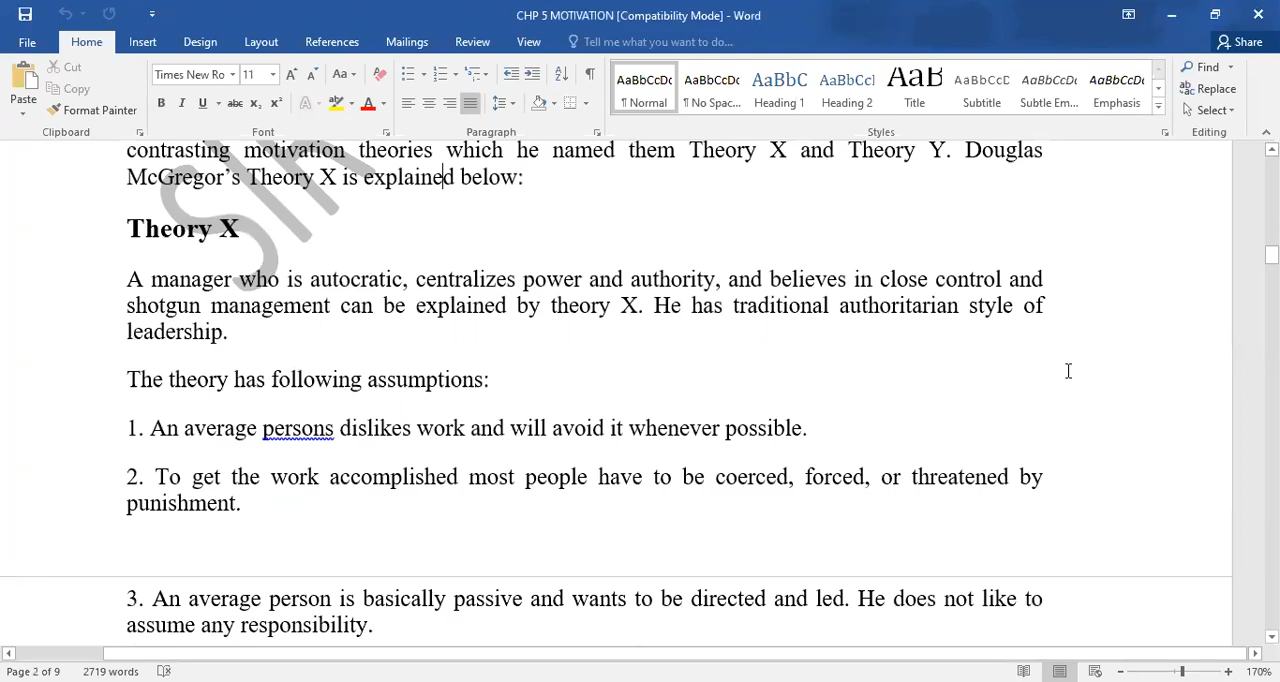 CHP 5 MOTIVATION [Compatibility Mode] - Word
File Home Insert Design Layout References Mailings Review View Tell me what you want to do... Share
Paste Cut Copy Format Painter Clipboard
Times New Ro 11 Aa
B I U abc X₂ X² A A
Font
Paragraph
AaBbCcDc AaBbCcDc AaBbC AaBbCcl AaB AaBbCcD AaBbCcDc AaBbCcDc
¶ Normal ¶ No Spac... Heading 1 Heading 2 Title Subtitle Subtle Em... Emphasis
Styles
Find
Replace
Select
Editing
contrasting motivation theories which he named them Theory X and Theory Y. Douglas
McGregor’s Theory X is explained below:
Theory X
A manager who is autocratic, centralizes power and authority, and believes in close control and
shotgun management can be explained by theory X. He has traditional authoritarian style of
leadership.
The theory has following assumptions:
1. An average persons dislikes work and will avoid it whenever possible.
2. To get the work accomplished most people have to be coerced, forced, or threatened by
punishment.
3. An average person is basically passive and wants to be directed and led. He does not like to
assume any responsibility.
Page 2 of 9 2719 words 170%